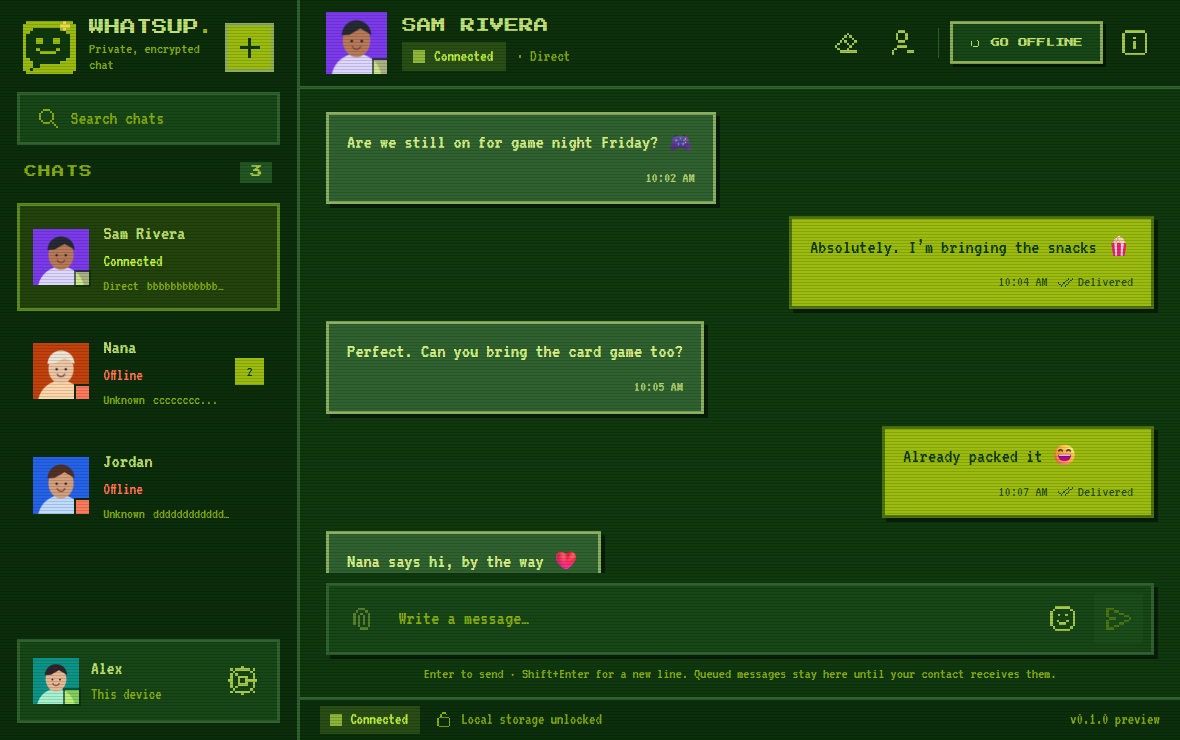 WHATSUP.
Private, encrypted
chat
Search chats
CHATS
3
Sam Rivera
Connected
Direct bbbbbbbbbbbb…
Nana
Offline
Unknown cccccccc...
2
Jordan
Offline
Unknown dddddddddddd…
Alex
This device
SAM RIVERA
Connected
· Direct
GO OFFLINE
Are we still on for game night Friday? 🎮
10:02 AM
Absolutely. I’m bringing the snacks 🍿
10:04 AM Delivered
Perfect. Can you bring the card game too?
10:05 AM
Already packed it 😄
10:07 AM Delivered
Nana says hi, by the way ❤️
Write a message…
Enter to send · Shift+Enter for a new line. Queued messages stay here until your contact receives them.
Connected
Local storage unlocked
v0.1.0 preview